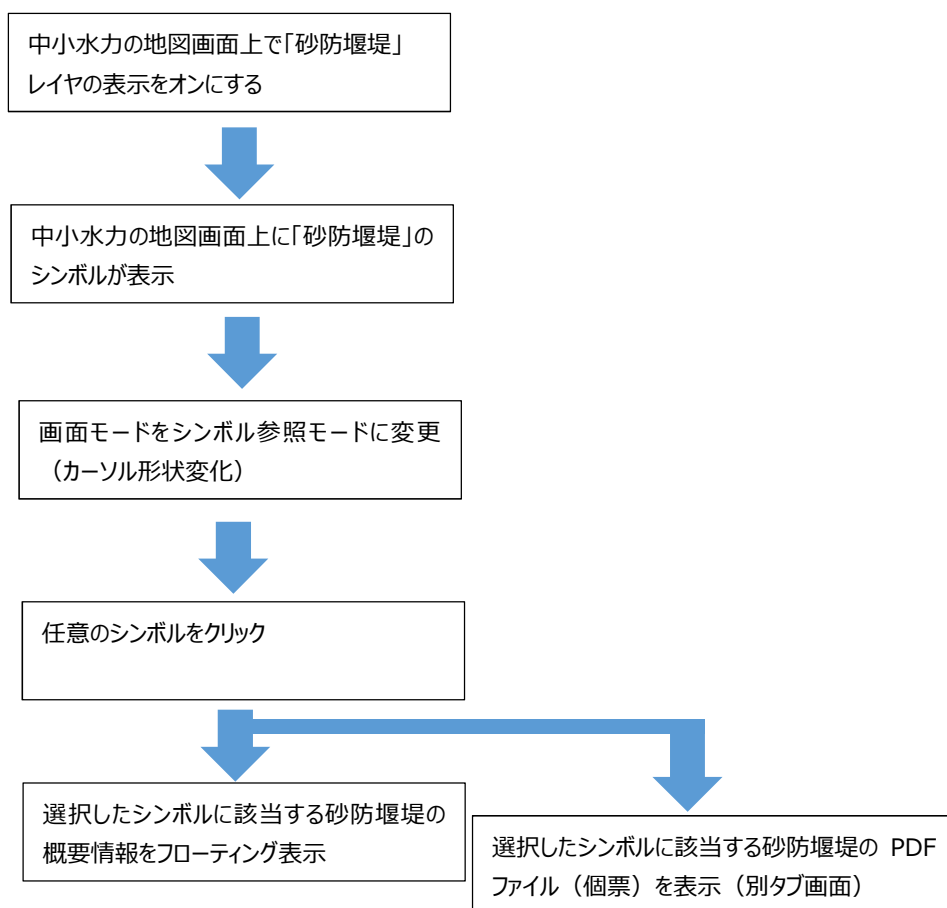 中小水力の地図画面上で「砂防堰堤」
レイヤの表示をオンにする
中小水力の地図画面上に「砂防堰堤」の
シンボルが表示
画面モードをシンボル参照モードに変更
（カーソル形状変化）
任意のシンボルをクリック
選択したシンボルに該当する砂防堰堤の
概要情報をフローティング表示
選択したシンボルに該当する砂防堰堤の PDF
ファイル（個票）を表示（別タブ画面）